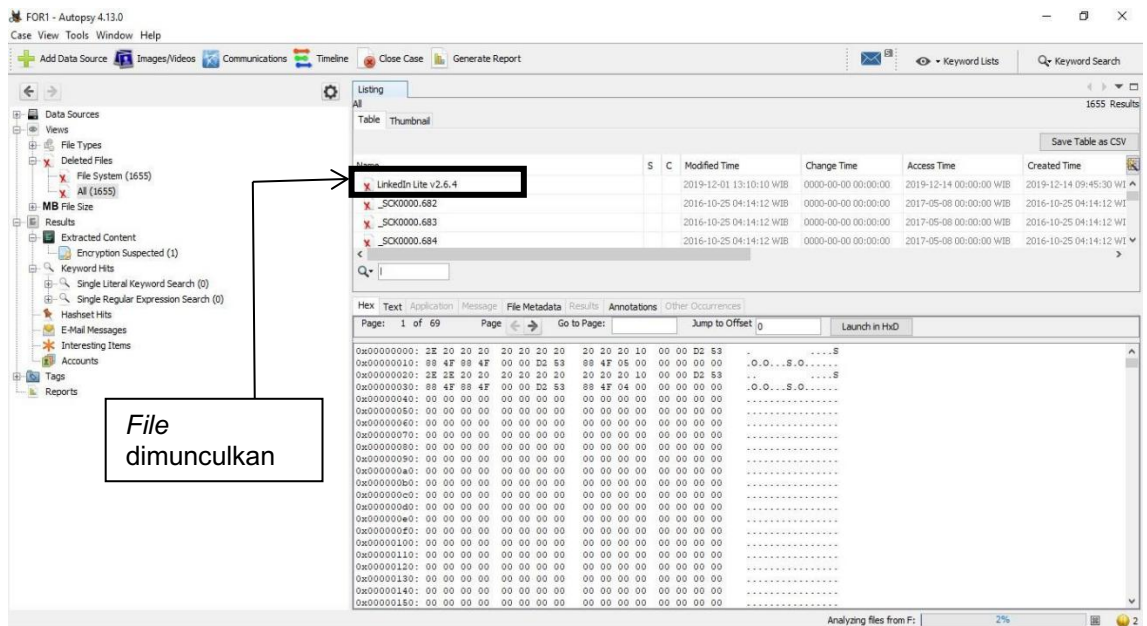 FOR1 - Autopsy 4.13.0
Case View Tools Window Help
Add Data Source Images/Videos Communications Timeline Close Case Generate Report Keyword Lists Keyword Search
Listing
All
1655 Results
Table Thumbnail
Save Table as CSV
Name S C Modified Time Change Time Access Time Created Time
LinkedIn Lite v2.6.4 2019-12-01 13:10:10 WIB 0000-00-00 00:00:00 2019-12-14 00:00:00 WIB 2019-12-14 09:45:30 WI
_SCK0000.682 2016-10-25 04:14:12 WIB 0000-00-00 00:00:00 2017-05-08 00:00:00 WIB 2016-10-25 04:14:12 WI
_SCK0000.683 2016-10-25 04:14:12 WIB 0000-00-00 00:00:00 2017-05-08 00:00:00 WIB 2016-10-25 04:14:12 WI
_SCK0000.684 2016-10-25 04:14:12 WIB 0000-00-00 00:00:00 2017-05-08 00:00:00 WIB 2016-10-25 04:14:12 WI
Data Sources
Views
File Types
Deleted Files
File System (1655)
All (1655)
MB File Size
Results
Extracted Content
Encryption Suspected (1)
Keyword Hits
Single Literal Keyword Search (0)
Single Regular Expression Search (0)
Hashset Hits
E-Mail Messages
Interesting Items
Accounts
Tags
Reports
File
dimunculkan
Hex Text Application Message File Metadata Results Annotations Other Occurrences
Page: 1 of 69 Page Go to Page: Jump to Offset 0 Launch in HxD
0x00000000: 2E 20 20 20 20 20 20 20 20 20 20 10 00 00 D2 53 . ....S
0x00000010: 88 4F 88 4F 00 00 D2 53 88 4F 05 00 00 00 00 00 .O.O...S.O......
0x00000020: 2E 2E 20 20 20 20 20 20 20 20 20 10 00 00 D2 53 .. ....S
0x00000030: 88 4F 88 4F 00 00 D2 53 88 4F 04 00 00 00 00 00 .O.O...S.O......
0x00000040: 00 00 00 00 00 00 00 00 00 00 00 00 00 00 00 00 ................
0x00000050: 00 00 00 00 00 00 00 00 00 00 00 00 00 00 00 00 ................
0x00000060: 00 00 00 00 00 00 00 00 00 00 00 00 00 00 00 00 ................
0x00000070: 00 00 00 00 00 00 00 00 00 00 00 00 00 00 00 00 ................
0x00000080: 00 00 00 00 00 00 00 00 00 00 00 00 00 00 00 00 ................
0x00000090: 00 00 00 00 00 00 00 00 00 00 00 00 00 00 00 00 ................
0x000000a0: 00 00 00 00 00 00 00 00 00 00 00 00 00 00 00 00 ................
0x000000b0: 00 00 00 00 00 00 00 00 00 00 00 00 00 00 00 00 ................
0x000000c0: 00 00 00 00 00 00 00 00 00 00 00 00 00 00 00 00 ................
0x000000d0: 00 00 00 00 00 00 00 00 00 00 00 00 00 00 00 00 ................
0x000000e0: 00 00 00 00 00 00 00 00 00 00 00 00 00 00 00 00 ................
0x000000f0: 00 00 00 00 00 00 00 00 00 00 00 00 00 00 00 00 ................
0x00000100: 00 00 00 00 00 00 00 00 00 00 00 00 00 00 00 00 ................
0x00000110: 00 00 00 00 00 00 00 00 00 00 00 00 00 00 00 00 ................
0x00000120: 00 00 00 00 00 00 00 00 00 00 00 00 00 00 00 00 ................
0x00000130: 00 00 00 00 00 00 00 00 00 00 00 00 00 00 00 00 ................
0x00000140: 00 00 00 00 00 00 00 00 00 00 00 00 00 00 00 00 ................
0x00000150: 00 00 00 00 00 00 00 00 00 00 00 00 00 00 00 00 ................
Analyzing files from F: 2% 2